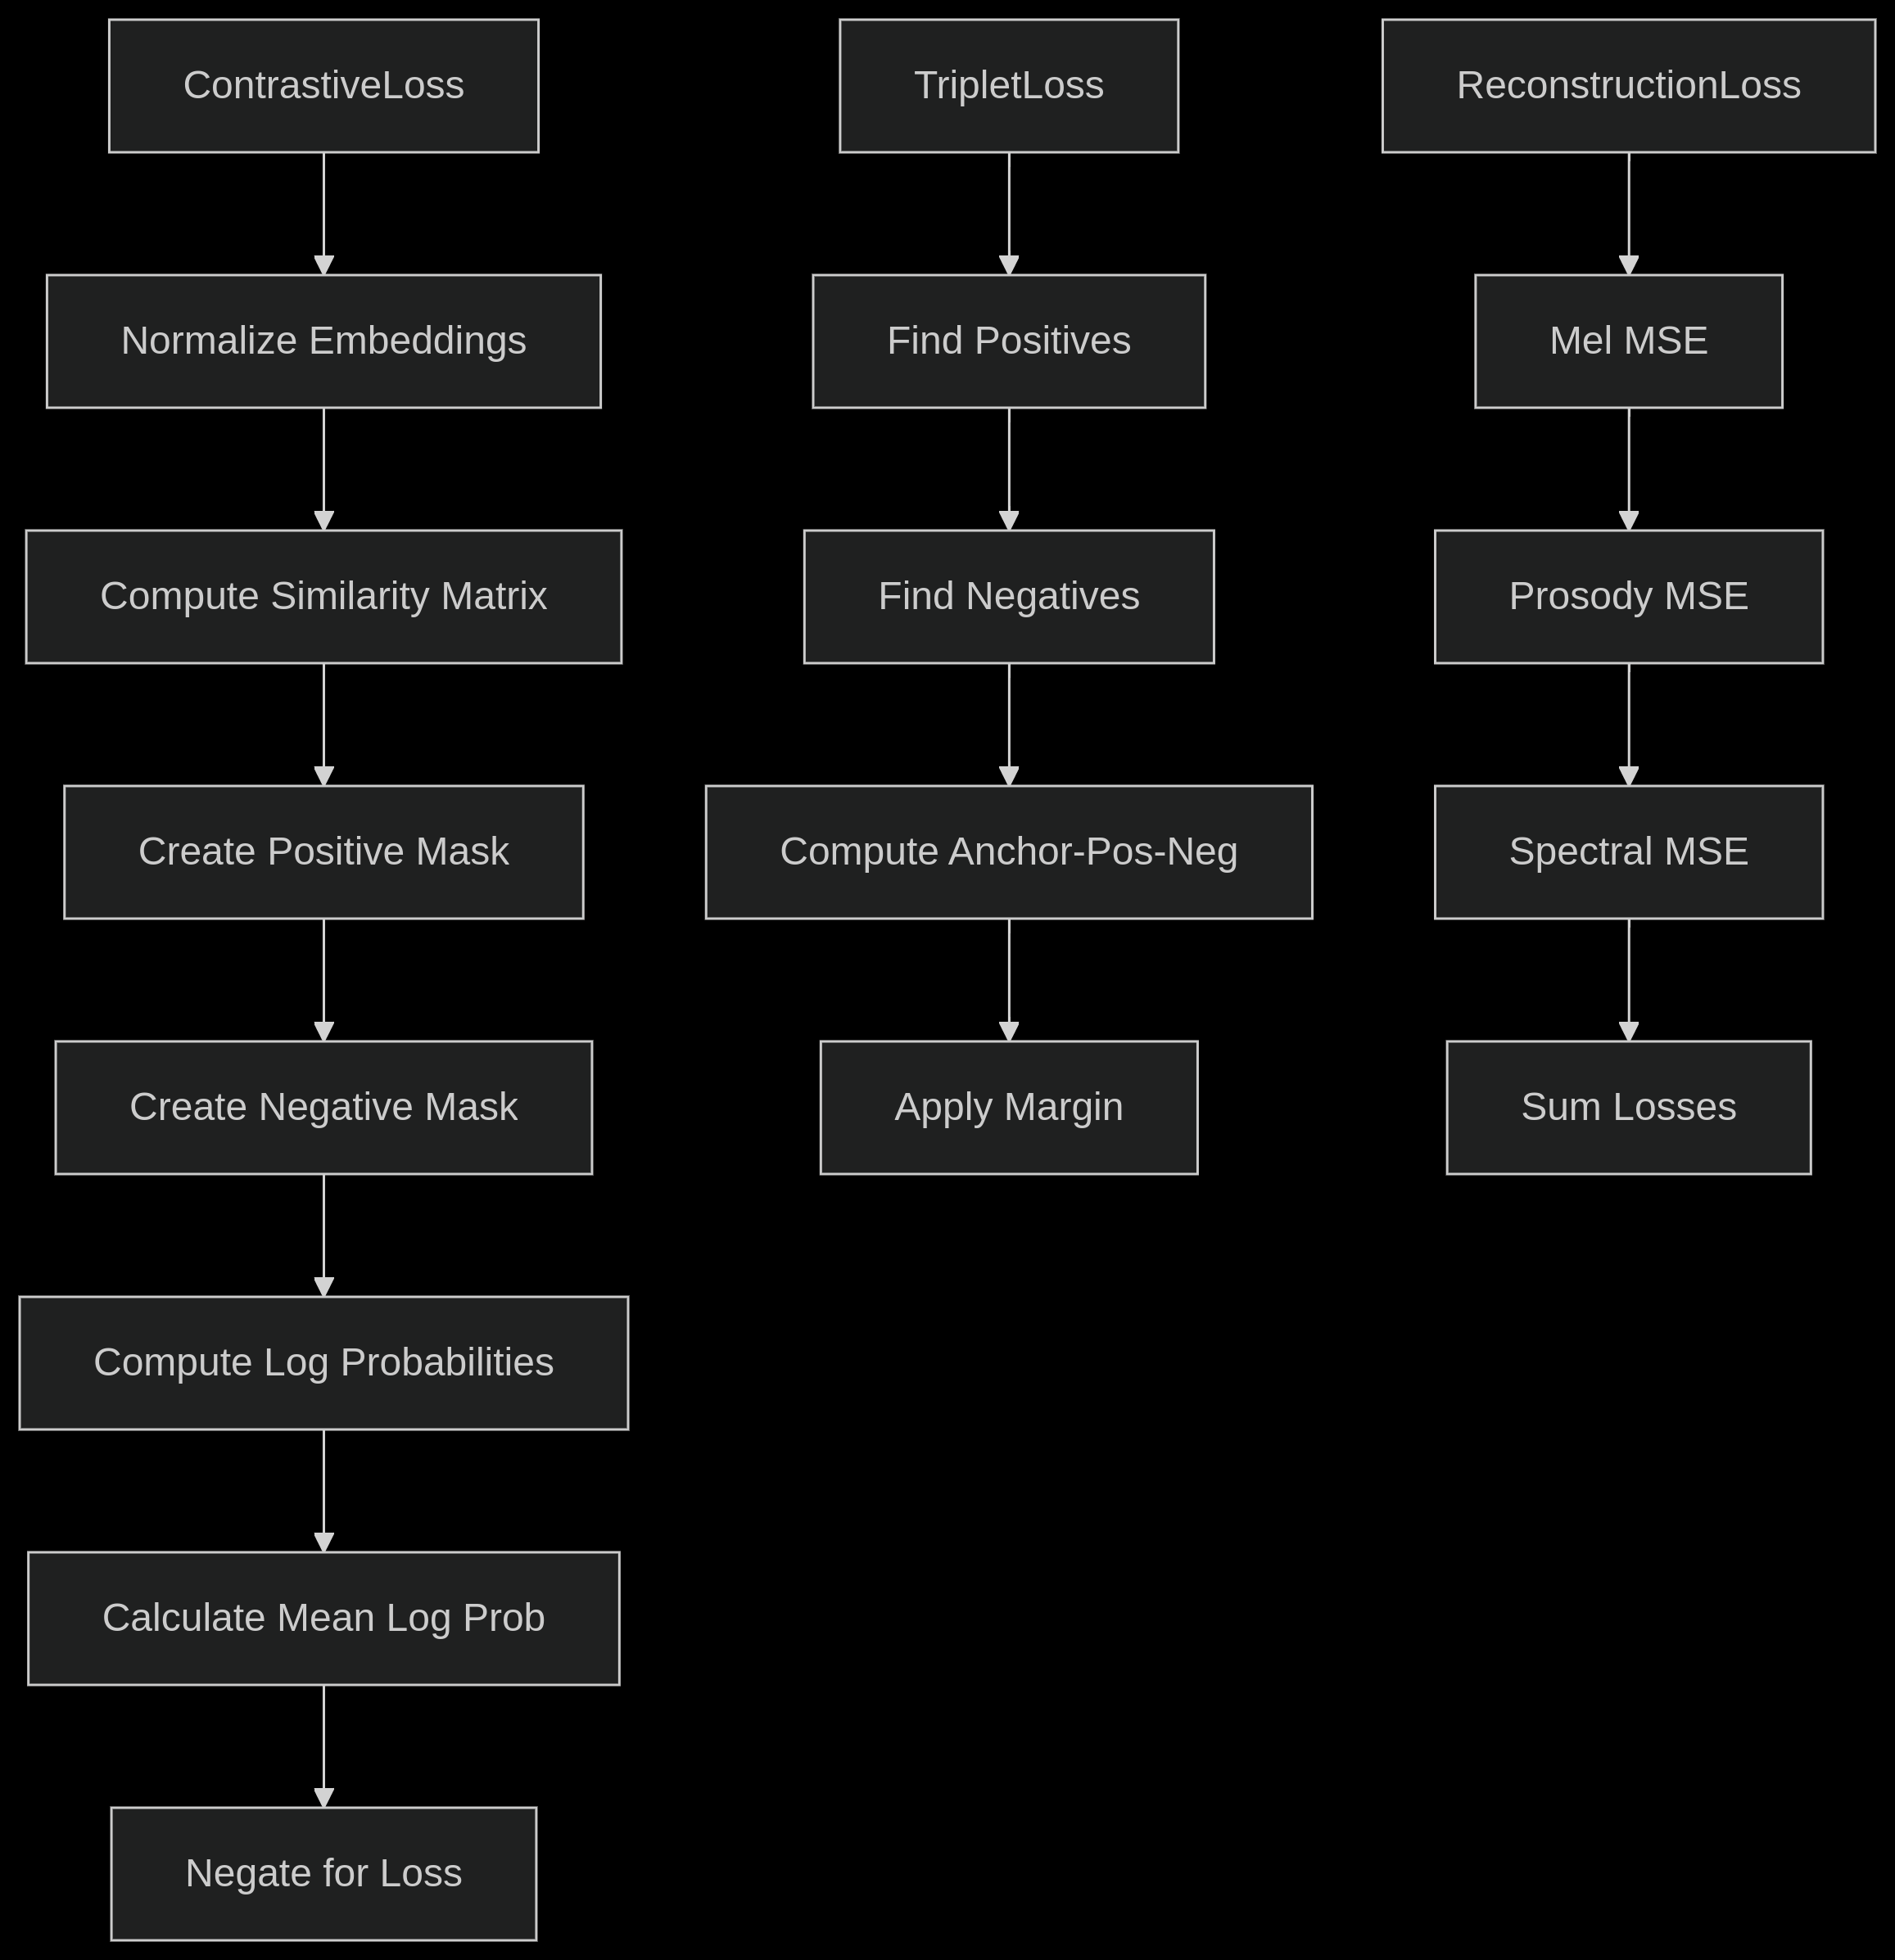 ContrastiveLoss
Normalize Embeddings
Compute Similarity Matrix
Create Positive Mask
Create Negative Mask
Compute Log Probabilities
Calculate Mean Log Prob
Negate for Loss
TripletLoss
Find Positives
Find Negatives
Compute Anchor-Pos-Neg
Apply Margin
ReconstructionLoss
Mel MSE
Prosody MSE
Spectral MSE
Sum Losses